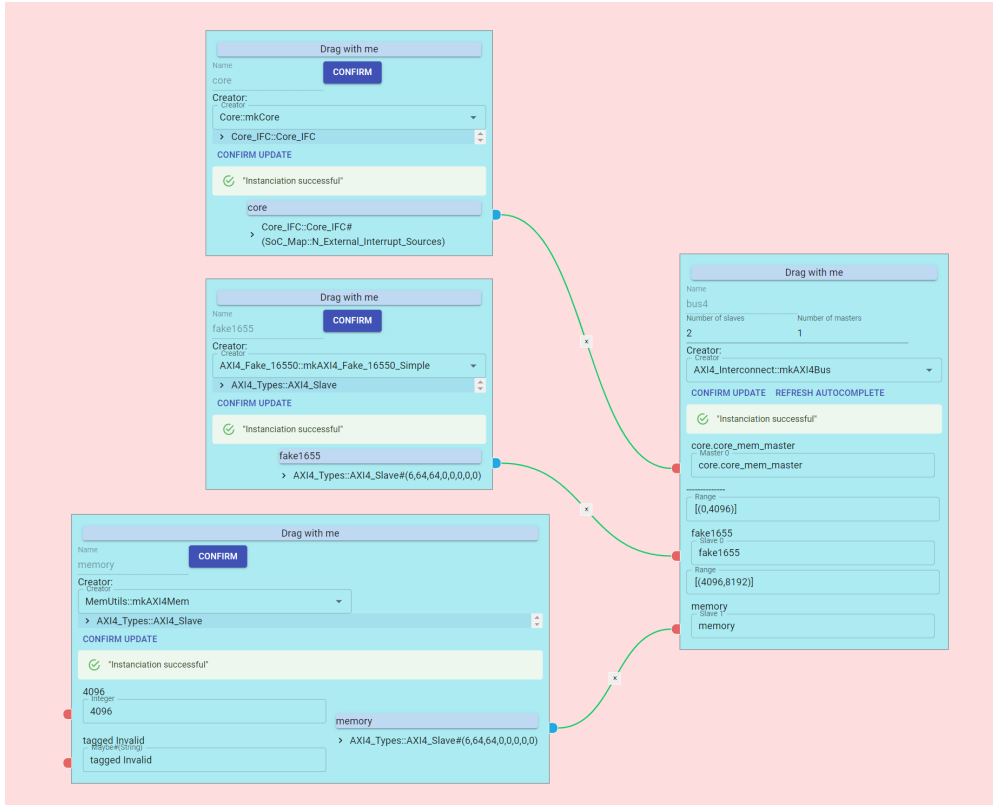 Drag with me
Name
core
CONFIRM
Creator:
Creator
Core::mkCore
Core_IFC::Core_IFC
CONFIRM UPDATE
"Instanciation successful"
core
Core_IFC::Core_IFC#
(SoC_Map::N_External_Interrupt_Sources)
Drag with me
Name
fake1655
CONFIRM
Creator:
Creator
AXI4_Fake_16550::mkAXI4_Fake_16550_Simple
AXI4_Types::AXI4_Slave
CONFIRM UPDATE
"Instanciation successful"
fake1655
AXI4_Types::AXI4_Slave#(6,64,64,0,0,0,0,0)
Drag with me
Name
memory
CONFIRM
Creator:
Creator
MemUtils::mkAXI4Mem
AXI4_Types::AXI4_Slave
CONFIRM UPDATE
"Instanciation successful"
4096
Integer
4096
tagged Invalid
Maybe#(String)
tagged Invalid
memory
AXI4_Types::AXI4_Slave#(6,64,64,0,0,0,0,0)
x
x
x
Drag with me
Name
bus4
Number of slaves Number of masters
2 1
Creator:
Creator
AXI4_Interconnect::mkAXI4Bus
CONFIRM UPDATE REFRESH AUTOCOMPLETE
"Instanciation successful"
core.core_mem_master
Master 0
core.core_mem_master
--------------
Range
[(0,4096)]
fake1655
Slave 0
fake1655
Range
[(4096,8192)]
memory
Slave 1
memory